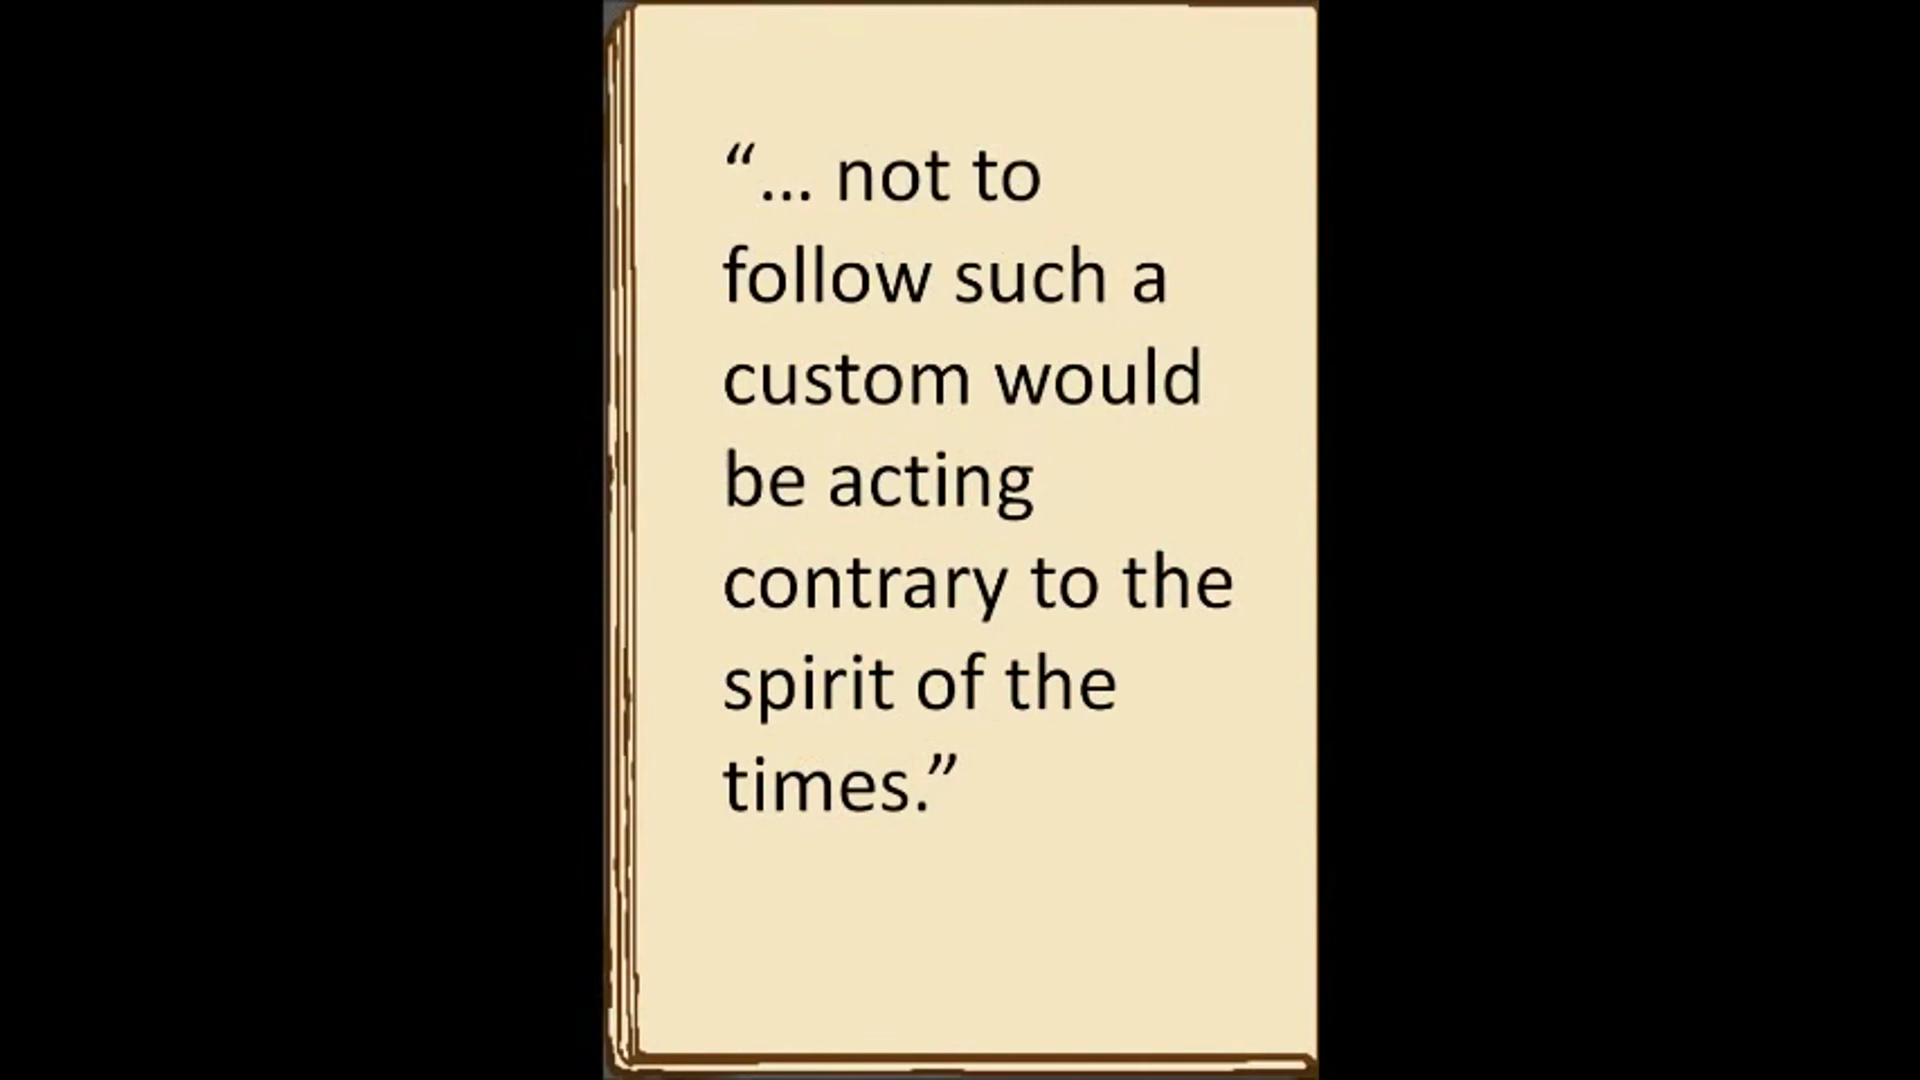 “... not to
follow such a
custom would
be acting
contrary to the
spirit of the
times.”